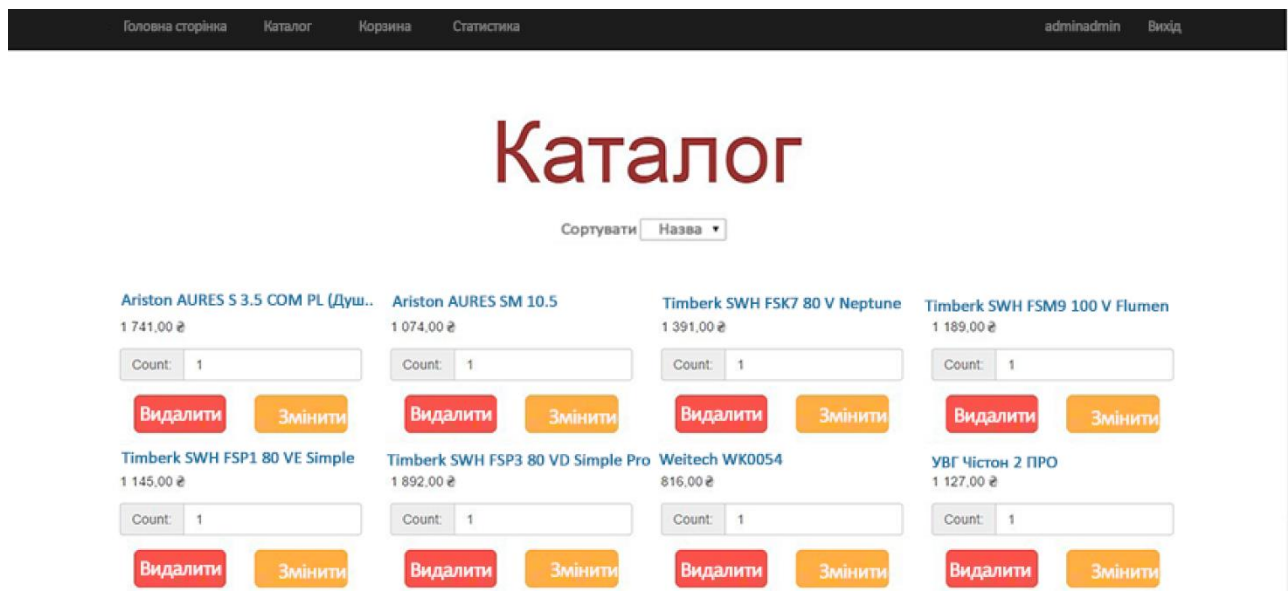 Головна сторінка Каталог Корзина Статистика adminadmin Вихід
Каталог
Сортувати Назва ▼
Ariston AURES S 3.5 COM PL (Душ.. Ariston AURES SM 10.5 Timberk SWH FSK7 80 V Neptune Timberk SWH FSM9 100 V Flumen
1 741,00 ₴ 1 074,00 ₴ 1 391,00 ₴ 1 189,00 ₴
Count: 1 Count: 1 Count: 1 Count: 1
Видалити Змінити Видалити Змінити Видалити Змінити Видалити Змінити
Timberk SWH FSP1 80 VE Simple Timberk SWH FSP3 80 VD Simple Pro Weitech WK0054 УВГ Чістон 2 ПРО
1 145,00 ₴ 1 892,00 ₴ 816,00 ₴ 1 127,00 ₴
Count: 1 Count: 1 Count: 1 Count: 1
Видалити Змінити Видалити Змінити Видалити Змінити Видалити Змінити